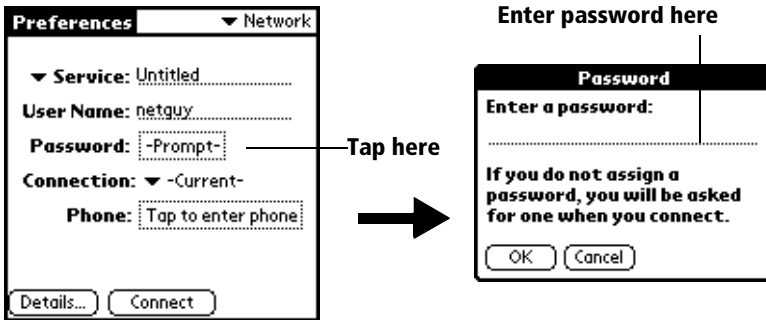 Preferences ▼ Network
▼ Service: Untitled
User Name: netguy
Password: -Prompt-
Connection: ▼ -Current-
Phone: Tap to enter phone
Details... Connect
Tap here
Enter password here
Password
Enter a password:
If you do not assign a
password, you will be asked
for one when you connect.
OK Cancel